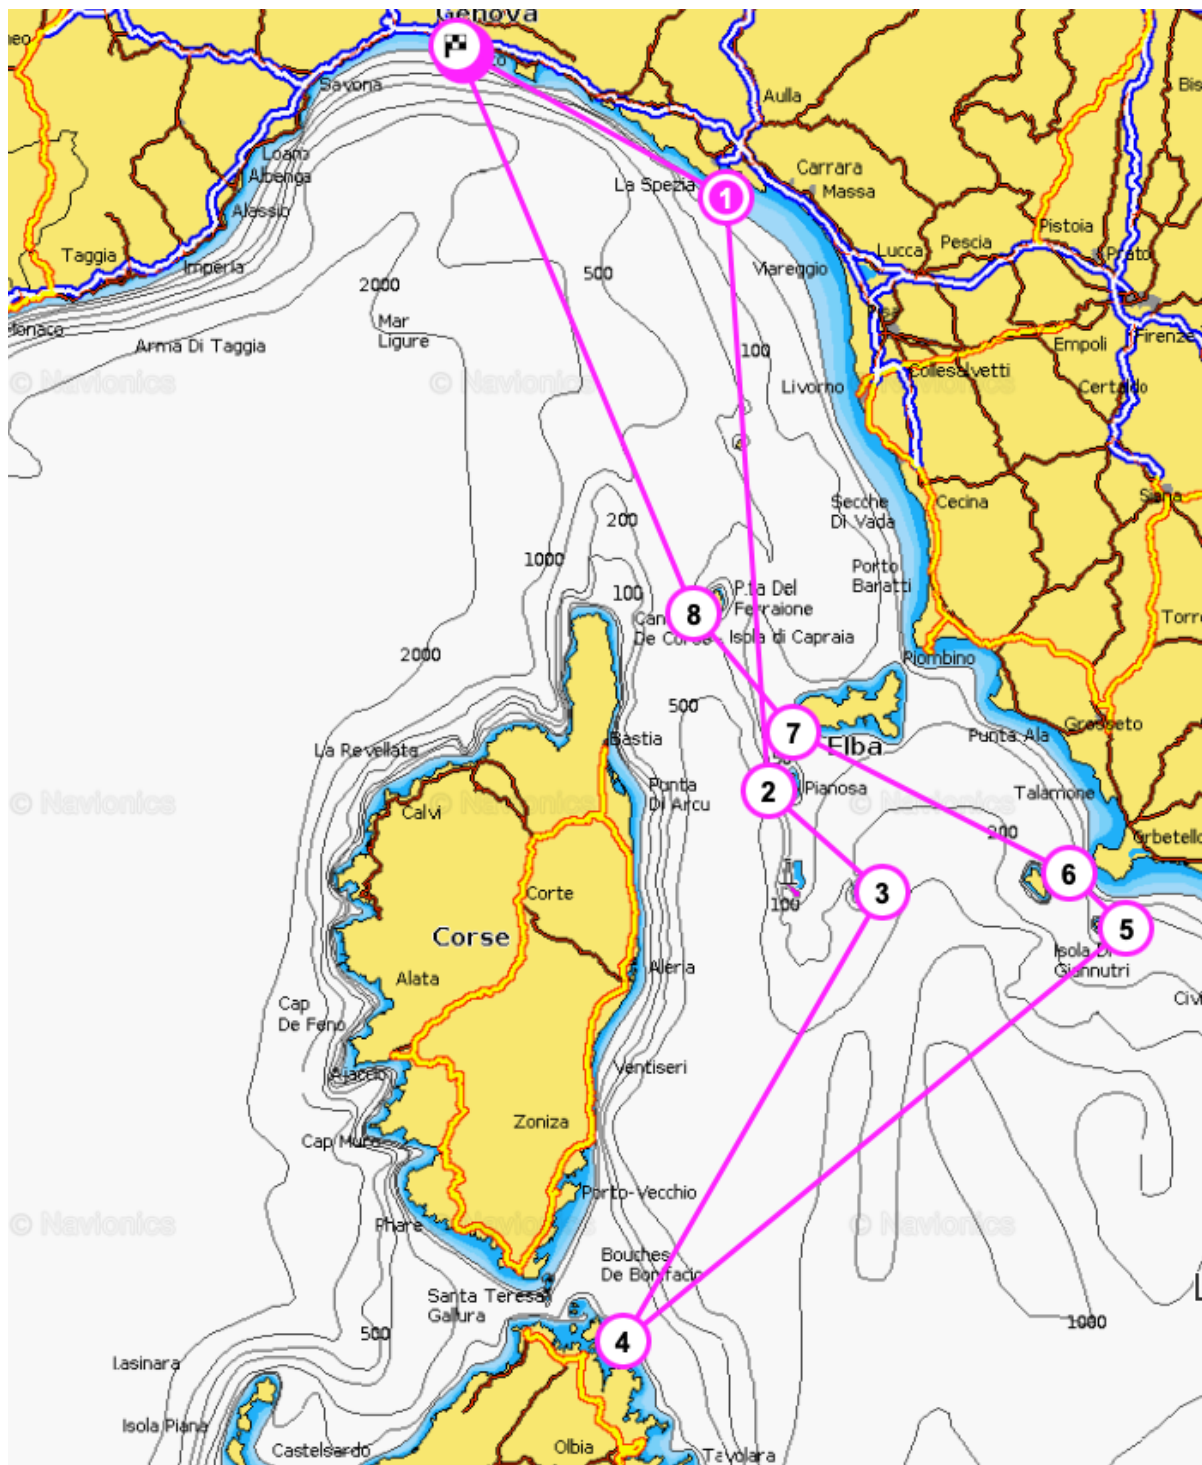 Genova
Savona
Aulla
Loano
Albenga
La Spezia
Carrara
Massa
1
Alassio
Pistoia
Pescia
Prato
Taggia
Imperia
Viareggio
Lucca
2000
500
Monaco
Mar
Ligure
Firenze
Arma Di Taggia
100
Empoli
Collesalvetti
© Navionics
© Navionics
Livorno
Certaldo
Siena
Secche
Di Vada
Cecina
200
1000
Porto
Baratti
100
P.ta Del
Ferraione
8
De Corse
Isola di Capraia
2000
Piombino
500
Grosseto
7
Punta Ala
Elba
Bastia
La Revellata
Punta
Di Arcu
2
Pianosa
Talamone
© Navionics
© Navionics
Calvi
200
Orbetello
6
3
Corte
100
5
Corse
Isola Di
Giannutri
Aleria
Alata
Cap
De Feno
Ajaccio
Ventiseri
Zoniza
Cap Muro
Porto-Vecchio
Phare
© Navionics
© Navionics
Bouches
De Bonifacio
Santa Teresa
Gallura
1000
500
4
I.asinara
Isola Piana
Castelsardo
Olbia
Tavolara